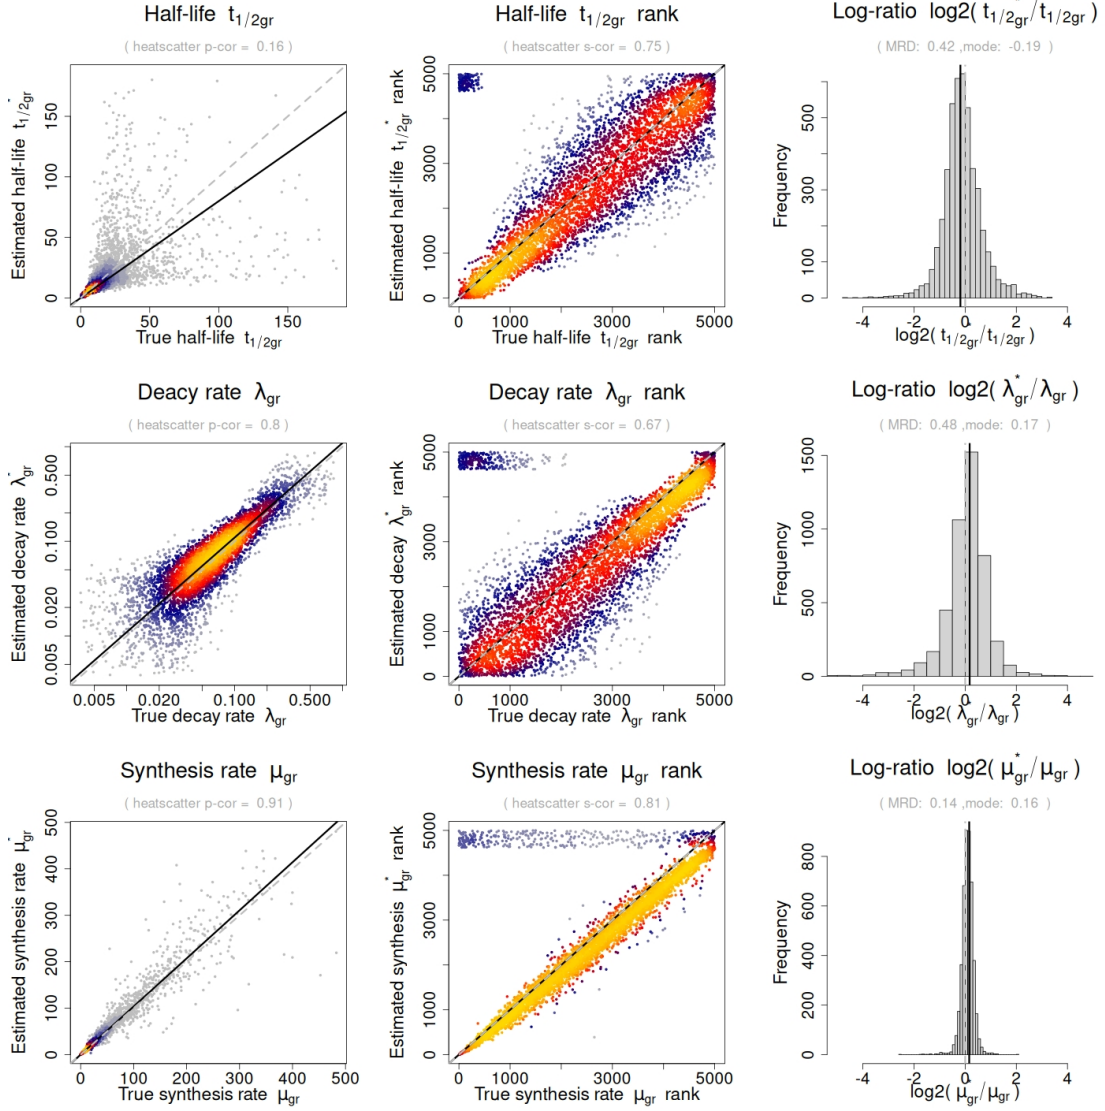 Half-life t1/2gr
( heatscatter p-cor = 0.16 )
Estimated half-life t*1/2gr
0 50 100 150
0 50 100 150
True half-life t1/2gr
Half-life t1/2gr rank
( heatscatter s-cor = 0.75 )
Estimated half-life t*1/2gr rank
0 1000 3000 5000
0 1000 3000 5000
True half-life t1/2gr rank
Log-ratio log2( t*1/2gr/t1/2gr )
( MRD: 0.42 ,mode: -0.19 )
Frequency
0 100 300 500
-4 -2 0 2 4
log2( t*1/2gr/t1/2gr )
Deacy rate λgr
( heatscatter p-cor = 0.8 )
Estimated decay rate λ*gr
0.005 0.020 0.100 0.500
0.005 0.020 0.100 0.500
True decay rate λgr
Decay rate λgr rank
( heatscatter s-cor = 0.67 )
Estimated decay rate λ*gr rank
0 1000 3000 5000
0 1000 3000 5000
True decay rate λgr rank
Log-ratio log2( λ*gr/λgr )
( MRD: 0.48 ,mode: 0.17 )
Frequency
0 500 1000 1500
-4 -2 0 2 4
log2( λ*gr/λgr )
Synthesis rate μgr
( heatscatter p-cor = 0.91 )
Estimated synthesis rate μ*gr
0 100 200 300 400 500
0 100 200 300 400 500
True synthesis rate μgr
Synthesis rate μgr rank
( heatscatter s-cor = 0.81 )
Estimated synthesis rate μ*gr rank
0 1000 3000 5000
0 1000 3000 5000
True synthesis rate μgr rank
Log-ratio log2( μ*gr/μgr )
( MRD: 0.14 ,mode: 0.16 )
Frequency
0 200 400 600 800
-4 -2 0 2 4
log2( μ*gr/μgr )